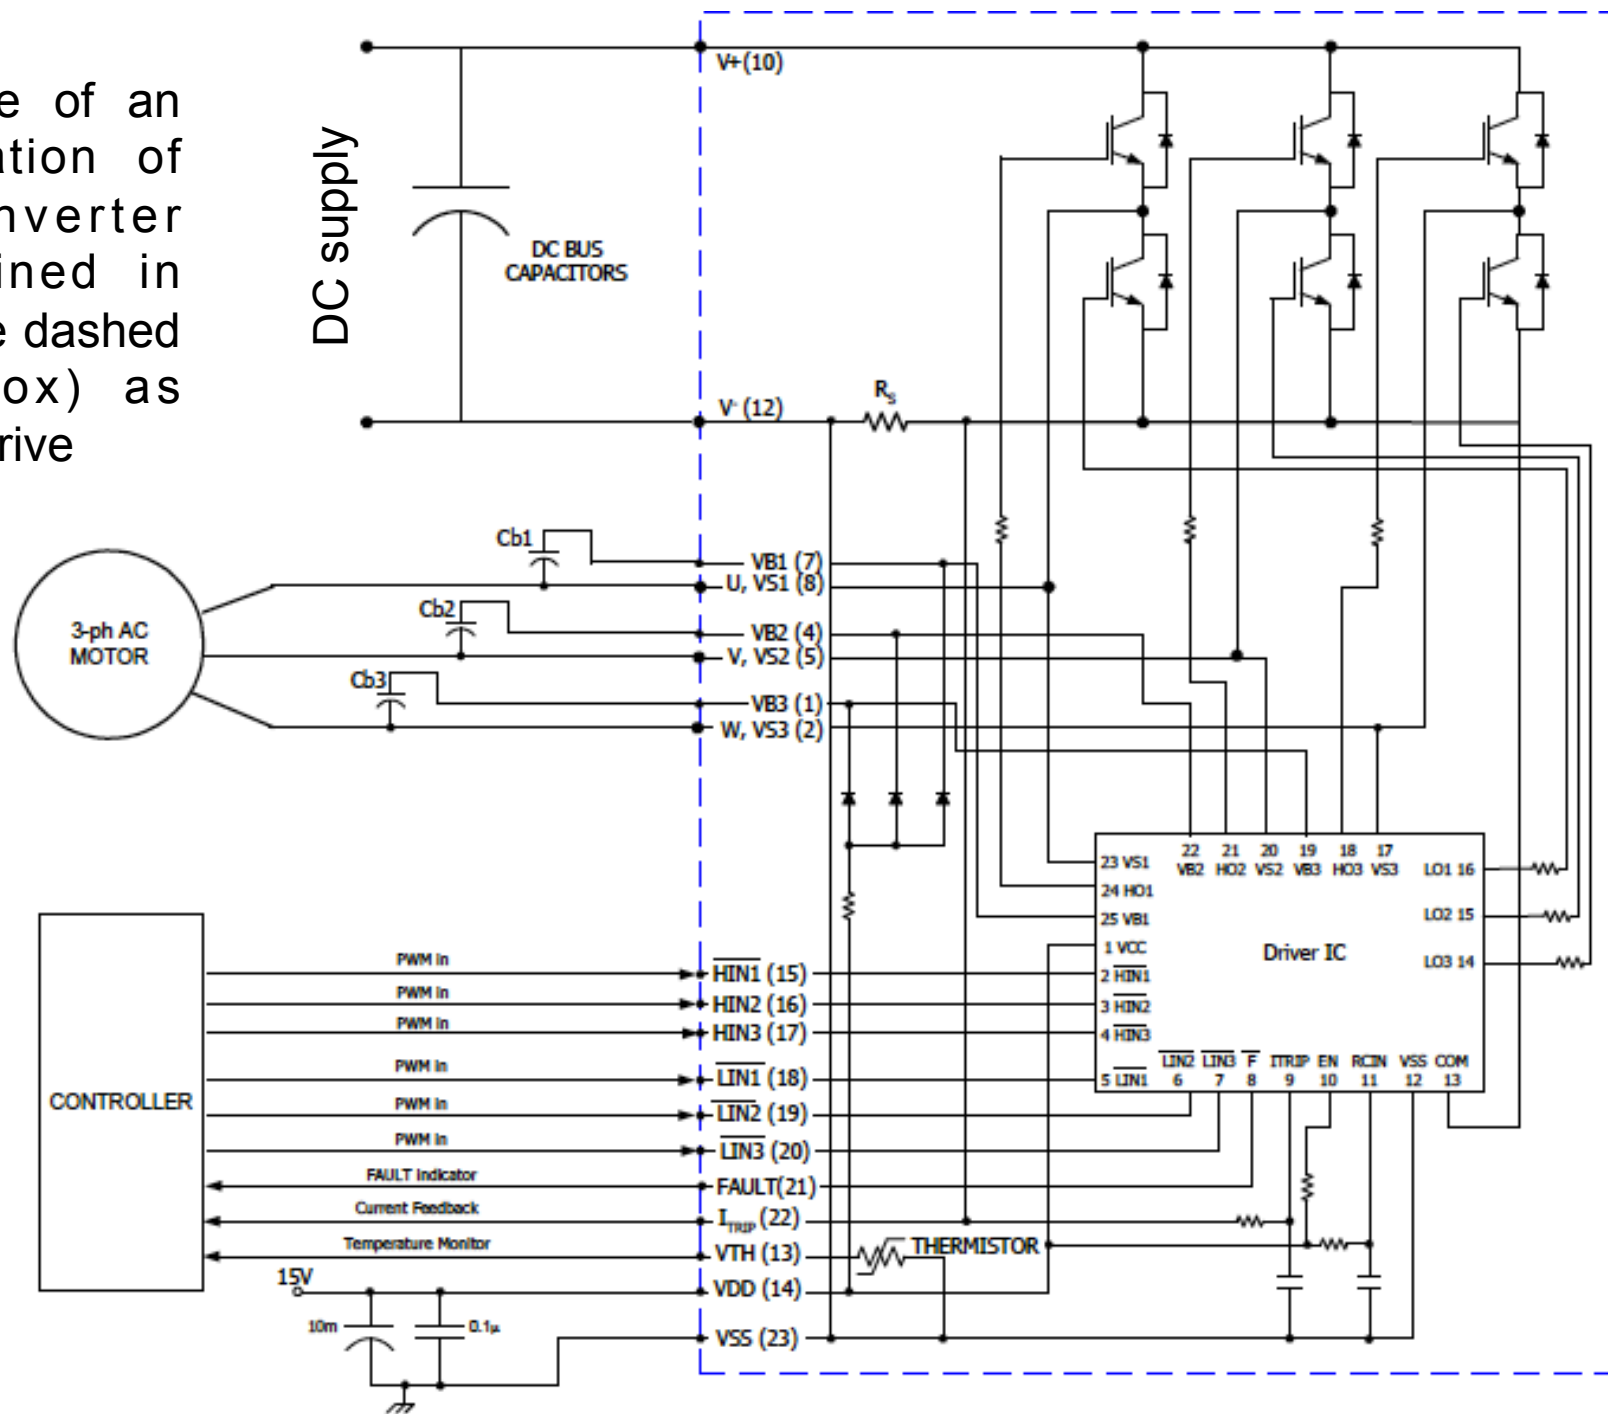 e of an
ation of
nverter
ined in
e dashed
ox) as
rive
DC supply
DC BUS
CAPACITORS
V+(10)
V- (12)
Rs
Cb1
Cb2
Cb3
3-ph AC
MOTOR
VB1 (7)
U, VS1 (8)
VB2 (4)
V, VS2 (5)
VB3 (1)
W, VS3 (2)
CONTROLLER
PWM in
PWM in
PWM in
PWM in
PWM in
PWM in
FAULT Indicator
Current Feedback
Temperature Monitor
HIN1 (15)
HIN2 (16)
HIN3 (17)
LIN1 (18)
LIN2 (19)
LIN3 (20)
FAULT(21)
ITRIP (22)
VTH (13)
VDD (14)
VSS (23)
THERMISTOR
15V
10m
0.1µ
22 21 20 19 18 17
VB2 HO2 VS2 VB3 HO3 VS3
23 VS1
24 HO1
25 VB1
1 VCC
2 HIN1
3 HIN2
4 HIN3
5 LIN1
Driver IC
LO1 16
LO2 15
LO3 14
LIN2 LIN3 F ITRIP EN RCIN VSS COM
6 7 8 9 10 11 12 13